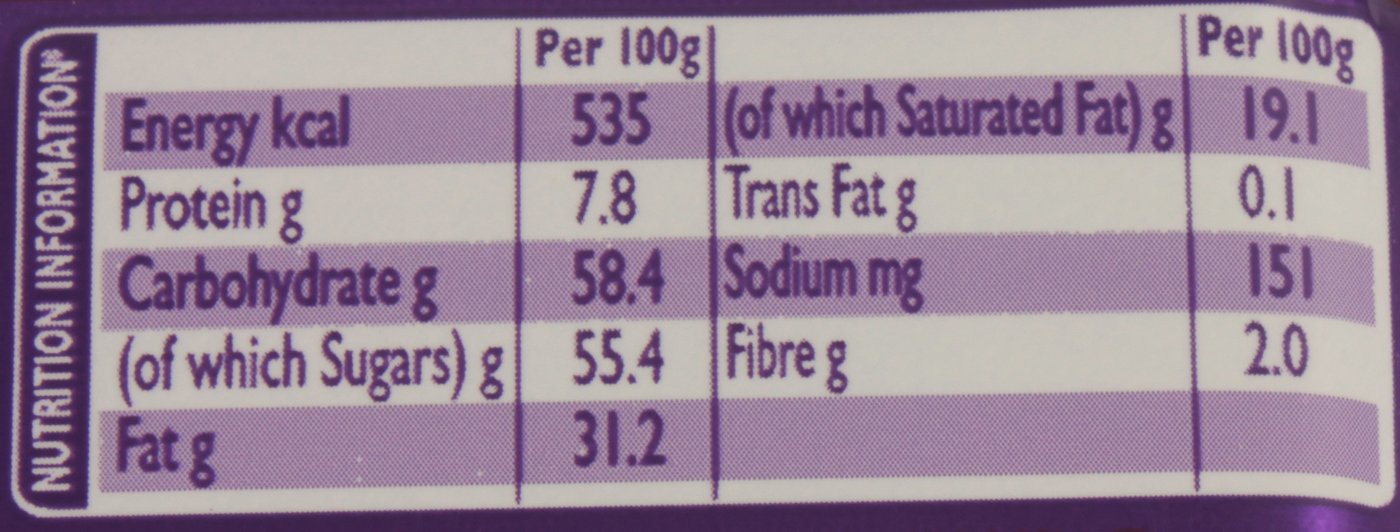 NUTRITION INFORMATION*
Per 100g Per 100g
Energy kcal 535 (of which Saturated Fat) g 19.1
Protein g 7.8 Trans Fat g 0.1
Carbohydrate g 58.4 Sodium mg 151
(of which Sugars) g 55.4 Fibre g 2.0
Fat g 31.2